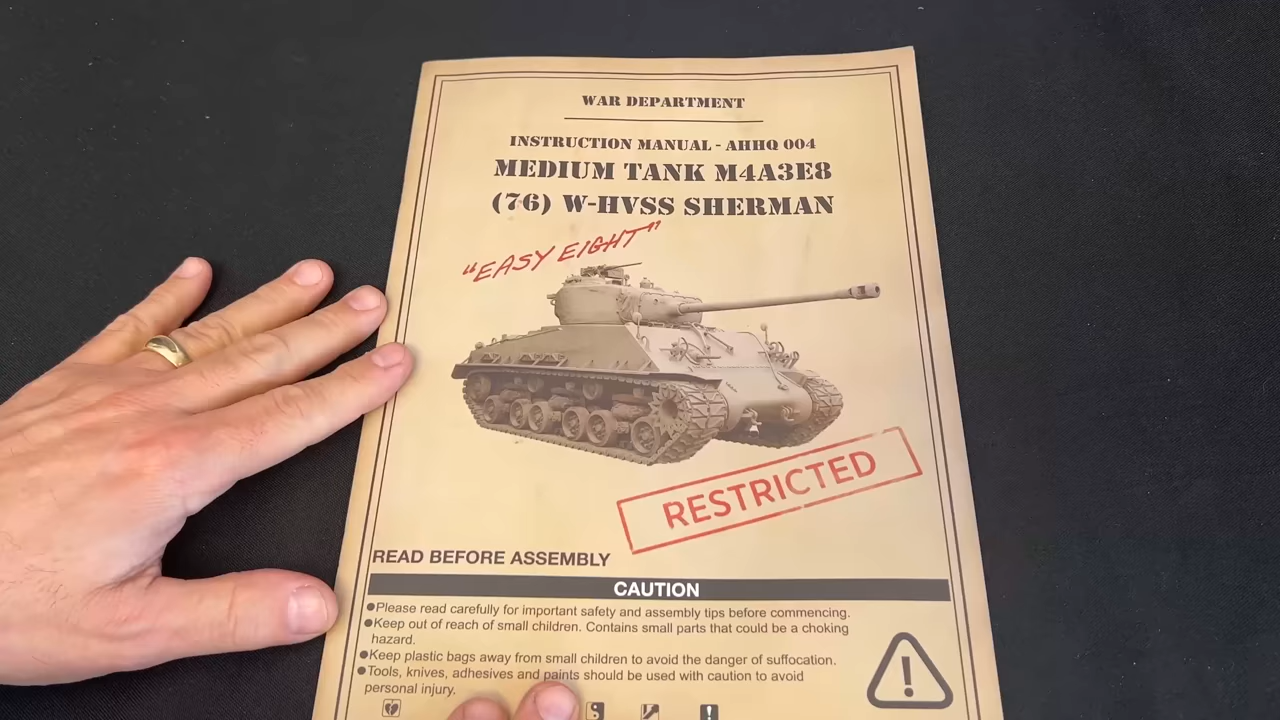 WAR DEPARTMENT
INSTRUCTION MANUAL - AHHQ 004
MEDIUM TANK M4A3E8
(76) W-HVSS SHERMAN
"EASY EIGHT"
RESTRICTED
READ BEFORE ASSEMBLY
CAUTION
●Please read carefully for important safety and assembly tips before commencing.
●Keep out of reach of small children. Contains small parts that could be a choking
hazard.
●Keep plastic bags away from small children to avoid the danger of suffocation.
●Tools, knives, adhesives and paints should be used with caution to avoid
personal injury.